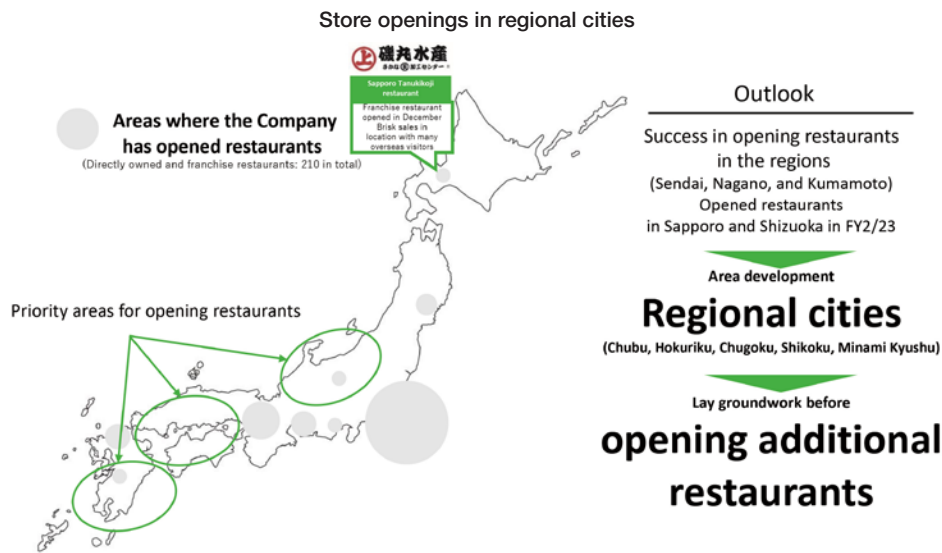 Store openings in regional cities
磯丸水産
Sapporo Tanukikoji
restaurant
Franchise restaurant
opened in December
Brisk sales in
location with many
overseas visitors
Areas where the Company
has opened restaurants
(Directly owned and franchise restaurants: 210 in total)
Priority areas for opening restaurants
Outlook
Success in opening restaurants
in the regions
(Sendai, Nagano, and Kumamoto)
Opened restaurants
in Sapporo and Shizuoka in FY2/23
Area development
Regional cities
(Chubu, Hokuriku, Chugoku, Shikoku, Minami Kyushu)
Lay groundwork before
opening additional
restaurants